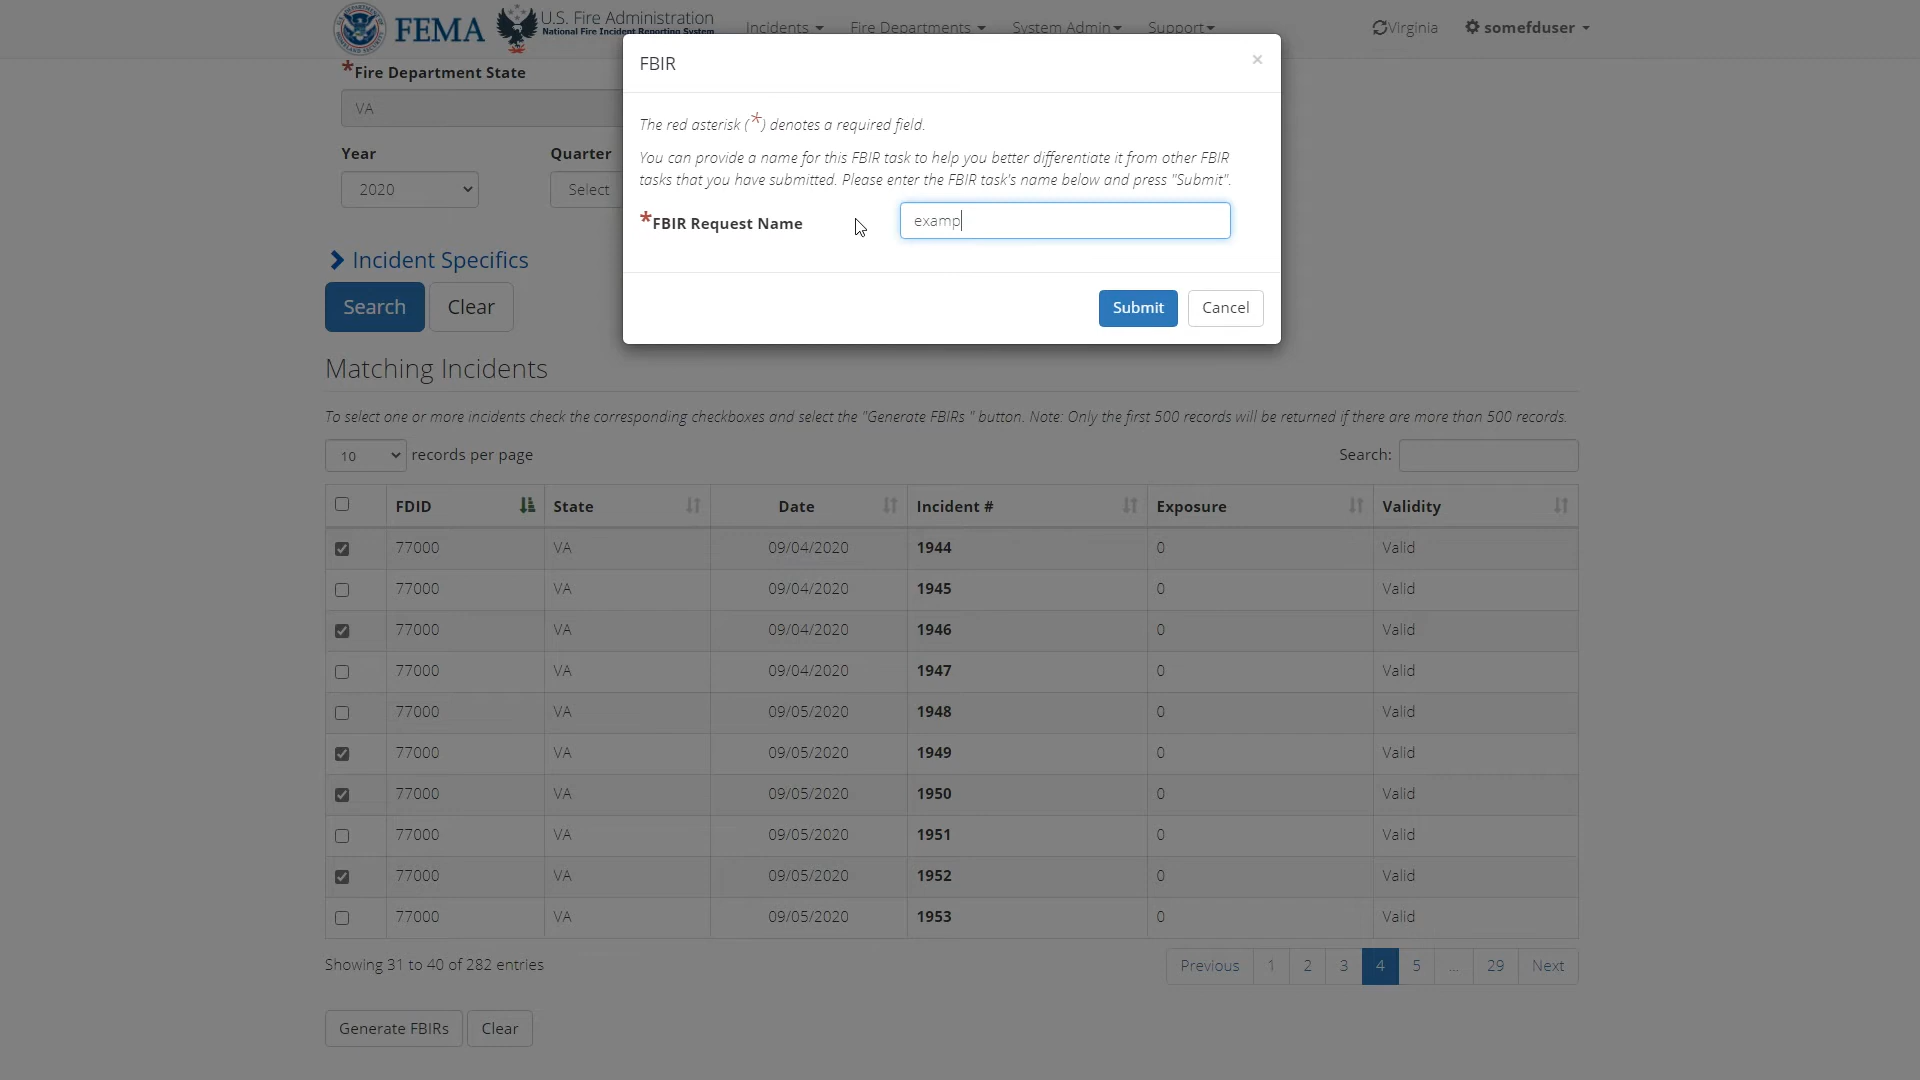 FEMA
U.S. Fire Administration
National Fire Incident Reporting System
Incidents
Fire Departments
System Admin
Support
Virginia
somefduser
*Fire Department State
VA
Year
Quarter
2020
Select
Incident Specifics
Search
Clear
FBIR
×
The red asterisk (*) denotes a required field.
You can provide a name for this FBIR task to help you better differentiate it from other FBIR
tasks that you have submitted. Please enter the FBIR task's name below and press "Submit".
*FBIR Request Name
examp
Submit
Cancel
Matching Incidents
To select one or more incidents check the corresponding checkboxes and select the "Generate FBIRs " button. Note: Only the first 500 records will be returned if there are more than 500 records.
10 records per page
Search:
FDID State Date Incident # Exposure Validity
77000 VA 09/04/2020 1944 0 Valid
77000 VA 09/04/2020 1945 0 Valid
77000 VA 09/04/2020 1946 0 Valid
77000 VA 09/04/2020 1947 0 Valid
77000 VA 09/05/2020 1948 0 Valid
77000 VA 09/05/2020 1949 0 Valid
77000 VA 09/05/2020 1950 0 Valid
77000 VA 09/05/2020 1951 0 Valid
77000 VA 09/05/2020 1952 0 Valid
77000 VA 09/05/2020 1953 0 Valid
Showing 31 to 40 of 282 entries
Previous 1 2 3 4 5 ... 29 Next
Generate FBIRs
Clear